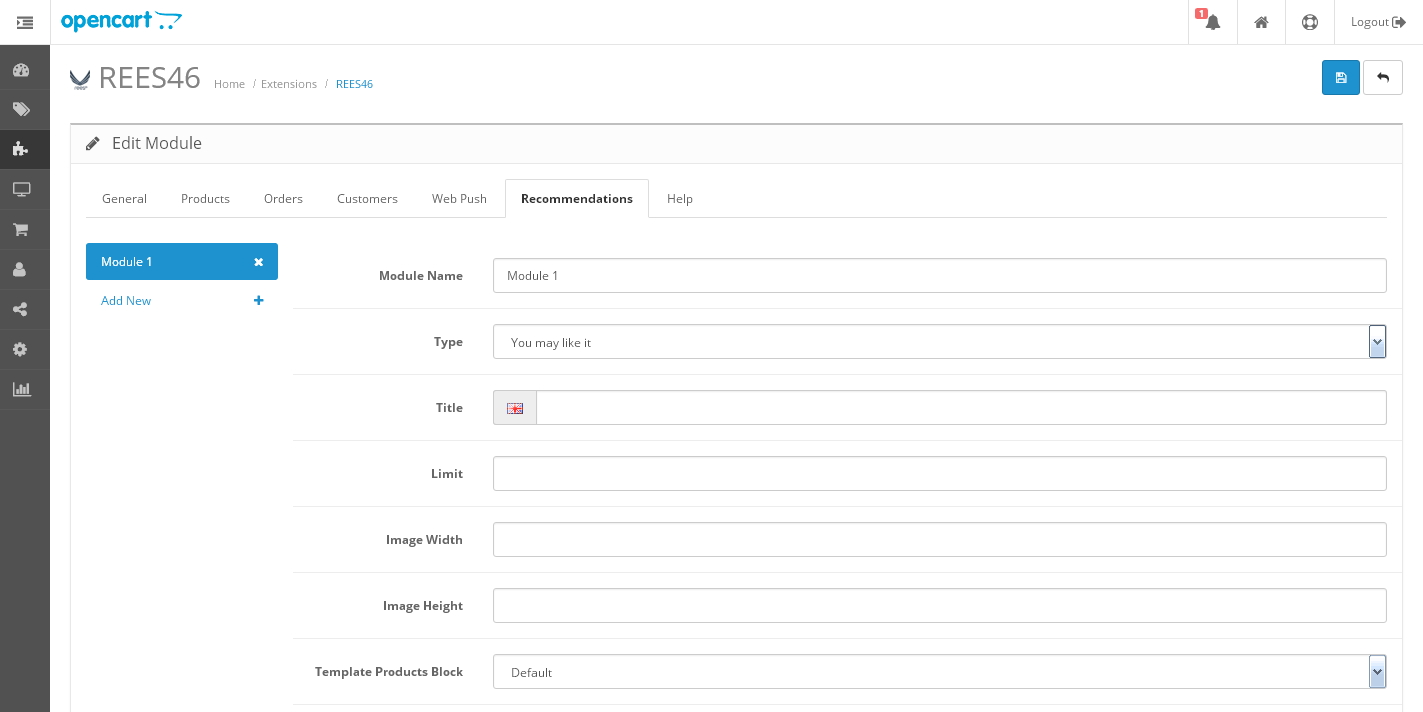 opencart
1
Logout
REES46
Home / Extensions / REES46
Edit Module
General Products Orders Customers Web Push Recommendations Help
Module 1
Add New
Module Name Module 1
Type You may like it
Title
Limit
Image Width
Image Height
Template Products Block Default